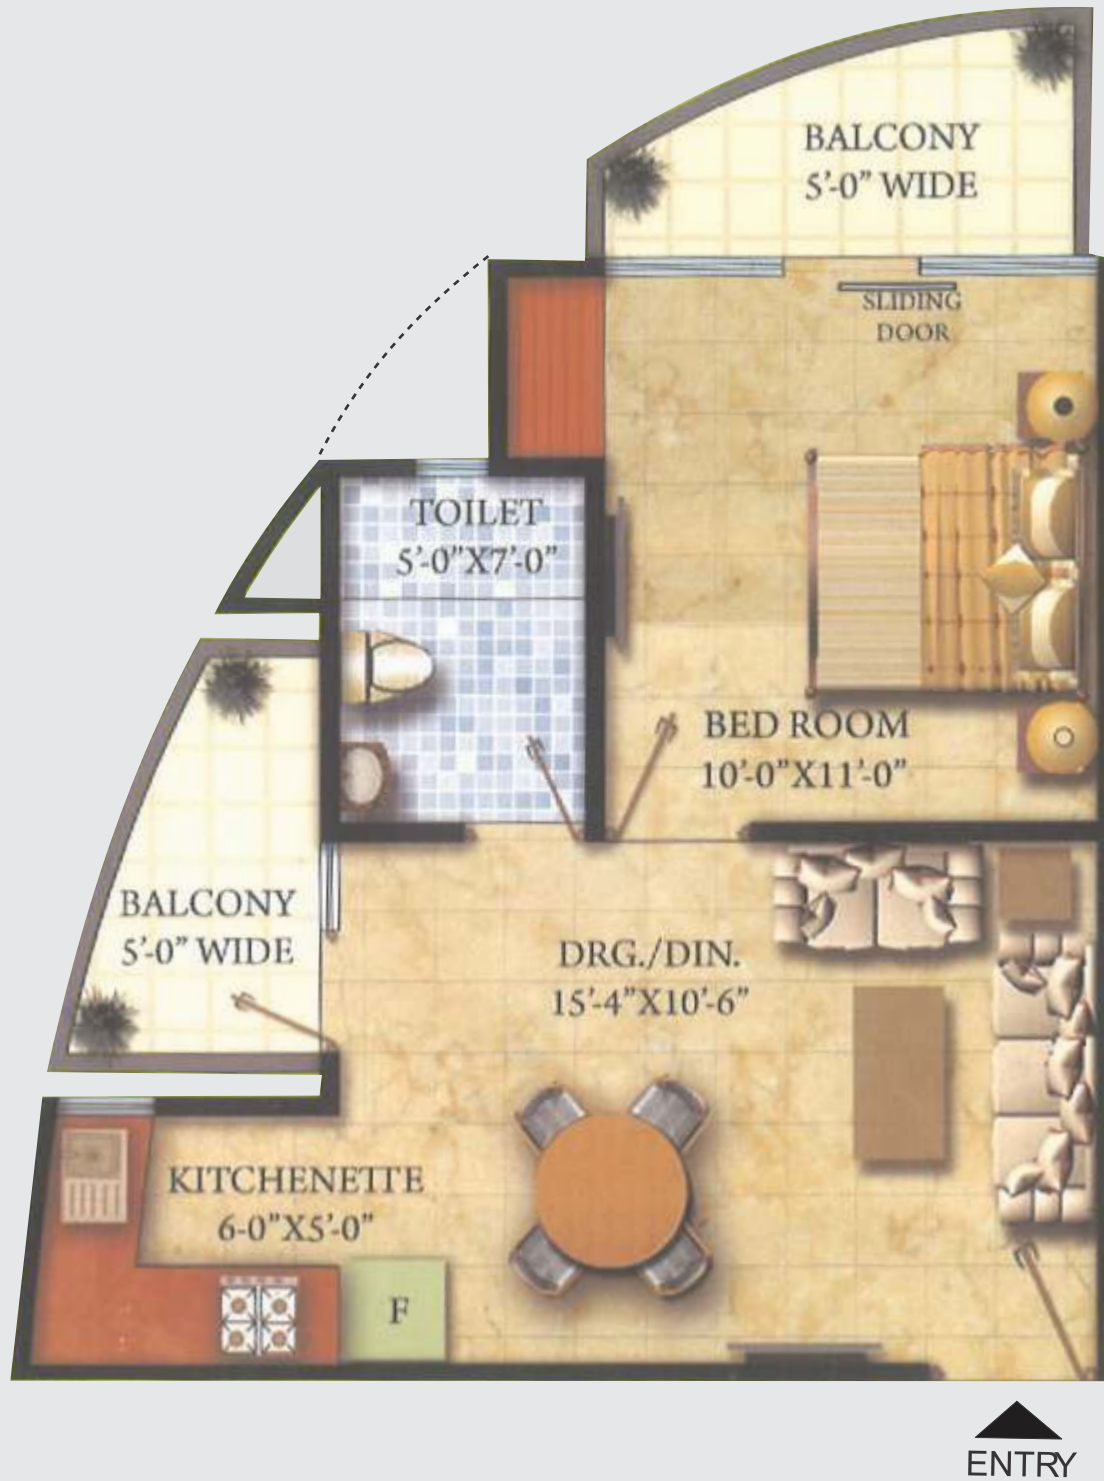 BALCONY
5'-0" WIDE
SLIDING
DOOR
TOILET
5'-0"X7'-0"
BED ROOM
10'-0"X11'-0"
BALCONY
5'-0" WIDE
DRG./DIN.
15'-4"X10'-6"
KITCHENETTE
6-0"X5'-0"
F
ENTRY